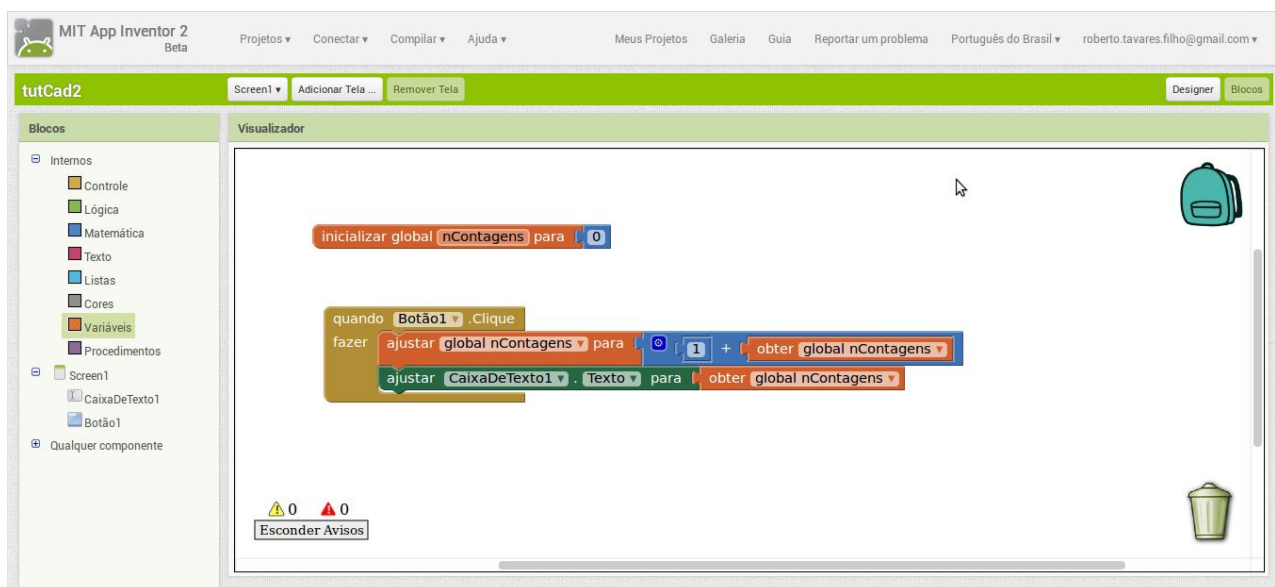 MIT App Inventor 2
Beta
Projetos Conectar Compilar Ajuda Meus Projetos Galeria Guia Reportar um problema Português do Brasil roberto.tavares.filho@gmail.com
tutCad2 Screen1 Adicionar Tela ... Remover Tela Designer Blocos
Blocos Visualizador
Internos
Controle
Lógica
Matemática
Texto
Listas
Cores
Variáveis
Procedimentos
Screen1
CaixaDeTexto1
Botão1
Qualquer componente
inicializar global nContagens para 0
quando Botão1 .Clique
fazer ajustar global nContagens para 1 + obter global nContagens
ajustar CaixaDeTexto1 . Texto para obter global nContagens
0 0
Esconder Avisos